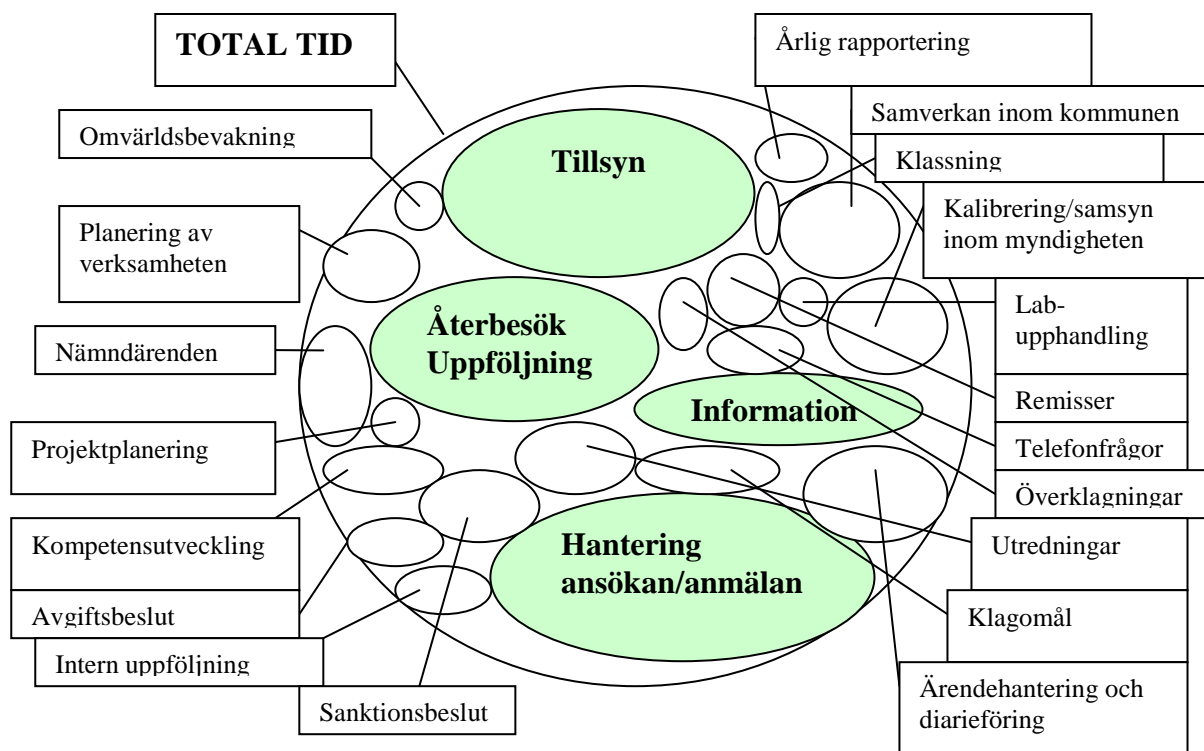 TOTAL TID
Årlig rapportering
Omvärldsbevakning
Samverkan inom kommunen
Tillsyn
Klassning
Planering av
verksamheten
Kalibrering/samsyn
inom myndigheten
Återbesök
Uppföljning
Lab-
upphandling
Nämndärenden
Information
Remisser
Projektplanering
Telefonfrågor
Överklagningar
Kompetensutveckling
Hantering
ansökan/anmälan
Utredningar
Avgiftsbeslut
Klagomål
Intern uppföljning
Sanktionsbeslut
Ärendehantering och
diarieföring